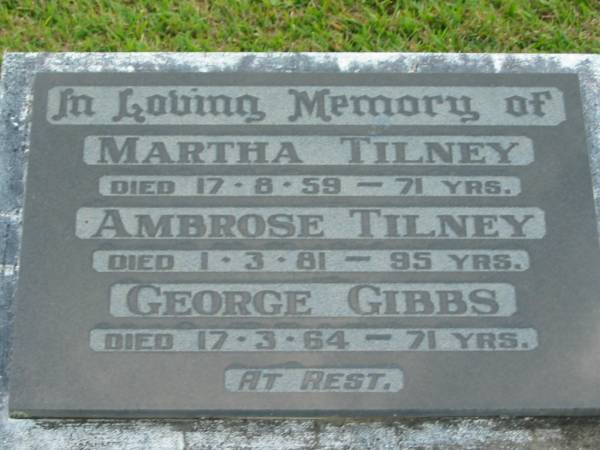 In Loving Memory of
MARTHA TILNEY
DIED 17·8·59 – 71 YRS.
AMBROSE TILNEY
DIED 1·3·81 – 95 YRS.
GEORGE GIBBS
DIED 17·3·64 – 71 YRS.
AT REST.